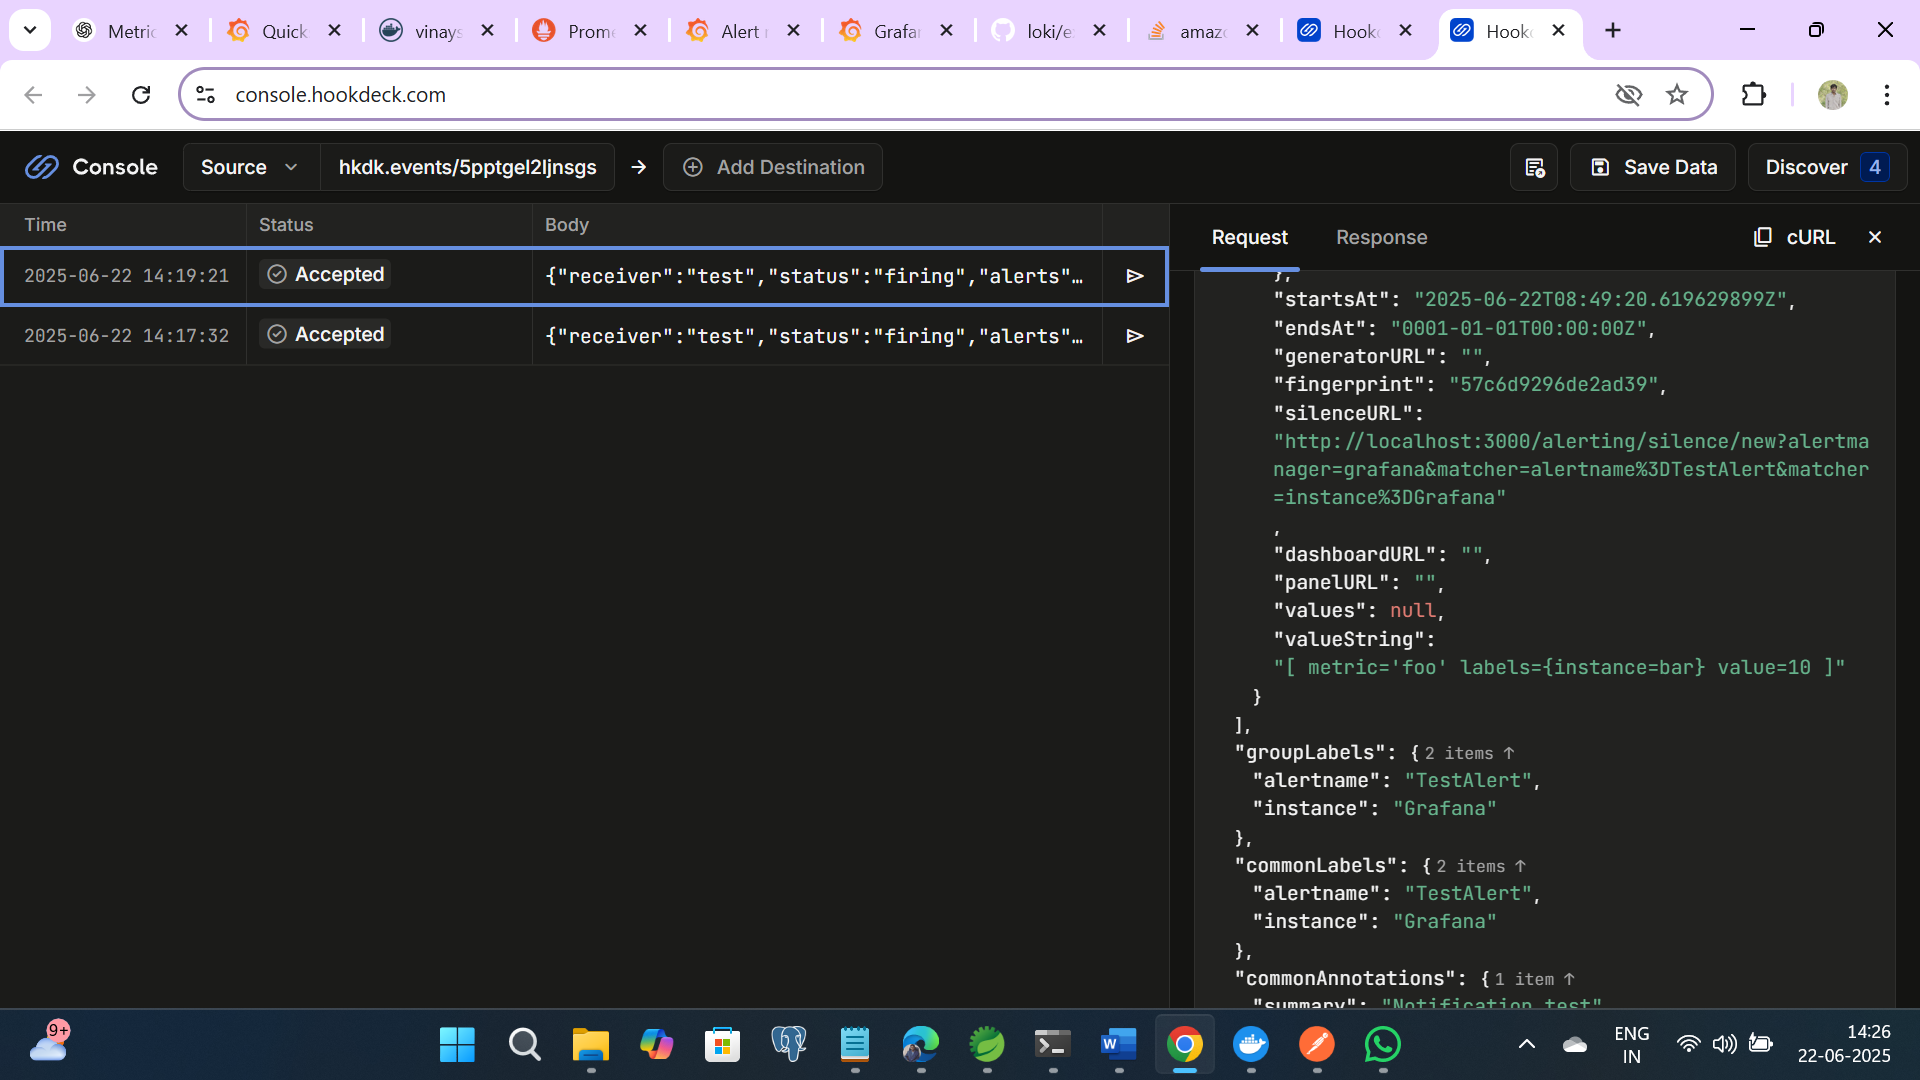 Metric
Quick
vinays
Prome
Alert
Grafan
loki/e
amaz
Hookd
Hookd
console.hookdeck.com
Console
Source
hkdk.events/5pptgel2ljnsgs
Add Destination
Save Data
Discover 4
Time
Status
Body
2025-06-22 14:19:21
Accepted
{"receiver":"test","status":"firing","alerts"…
2025-06-22 14:17:32
Accepted
{"receiver":"test","status":"firing","alerts"…
Request
Response
cURL
},
"startsAt": "2025-06-22T08:49:20.619629899Z",
"endsAt": "0001-01-01T00:00:00Z",
"generatorURL": "",
"fingerprint": "57c6d9296de2ad39",
"silenceURL":
"http://localhost:3000/alerting/silence/new?alertma
nager=grafana&matcher=alertname%3DTestAlert&matcher
=instance%3DGrafana"
,
"dashboardURL": "",
"panelURL": "",
"values": null,
"valueString":
"[ metric='foo' labels={instance=bar} value=10 ]"
}
],
"groupLabels": { 2 items ↑
"alertname": "TestAlert",
"instance": "Grafana"
},
"commonLabels": { 2 items ↑
"alertname": "TestAlert",
"instance": "Grafana"
},
"commonAnnotations": { 1 item ↑
"summary": "Notification test"
9+
ENG
IN
14:26
22-06-2025